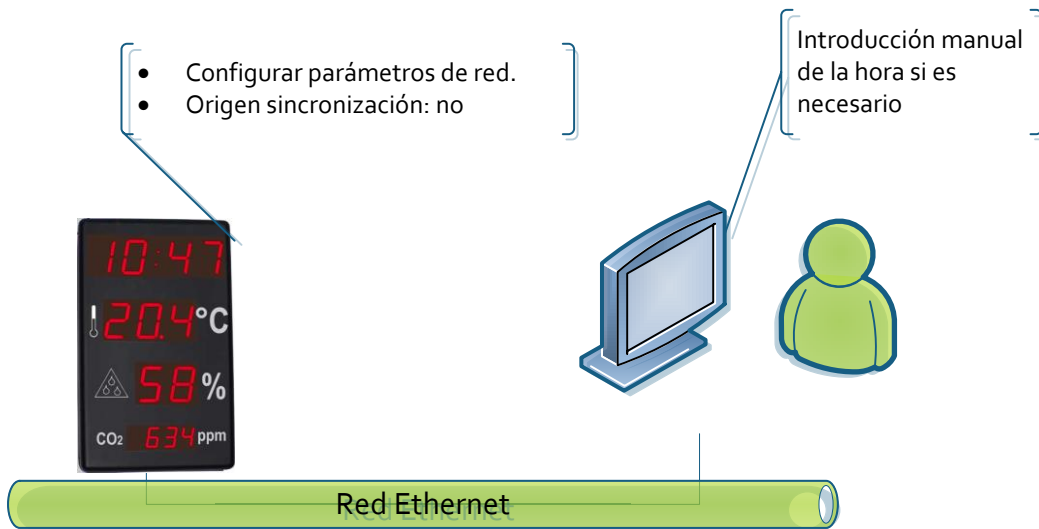 • Configurar parámetros de red.
• Origen sincronización: no
Introducción manual
de la hora si es
necesario
10:47
20.4°C
58%
CO2 634 ppm
Red Ethernet